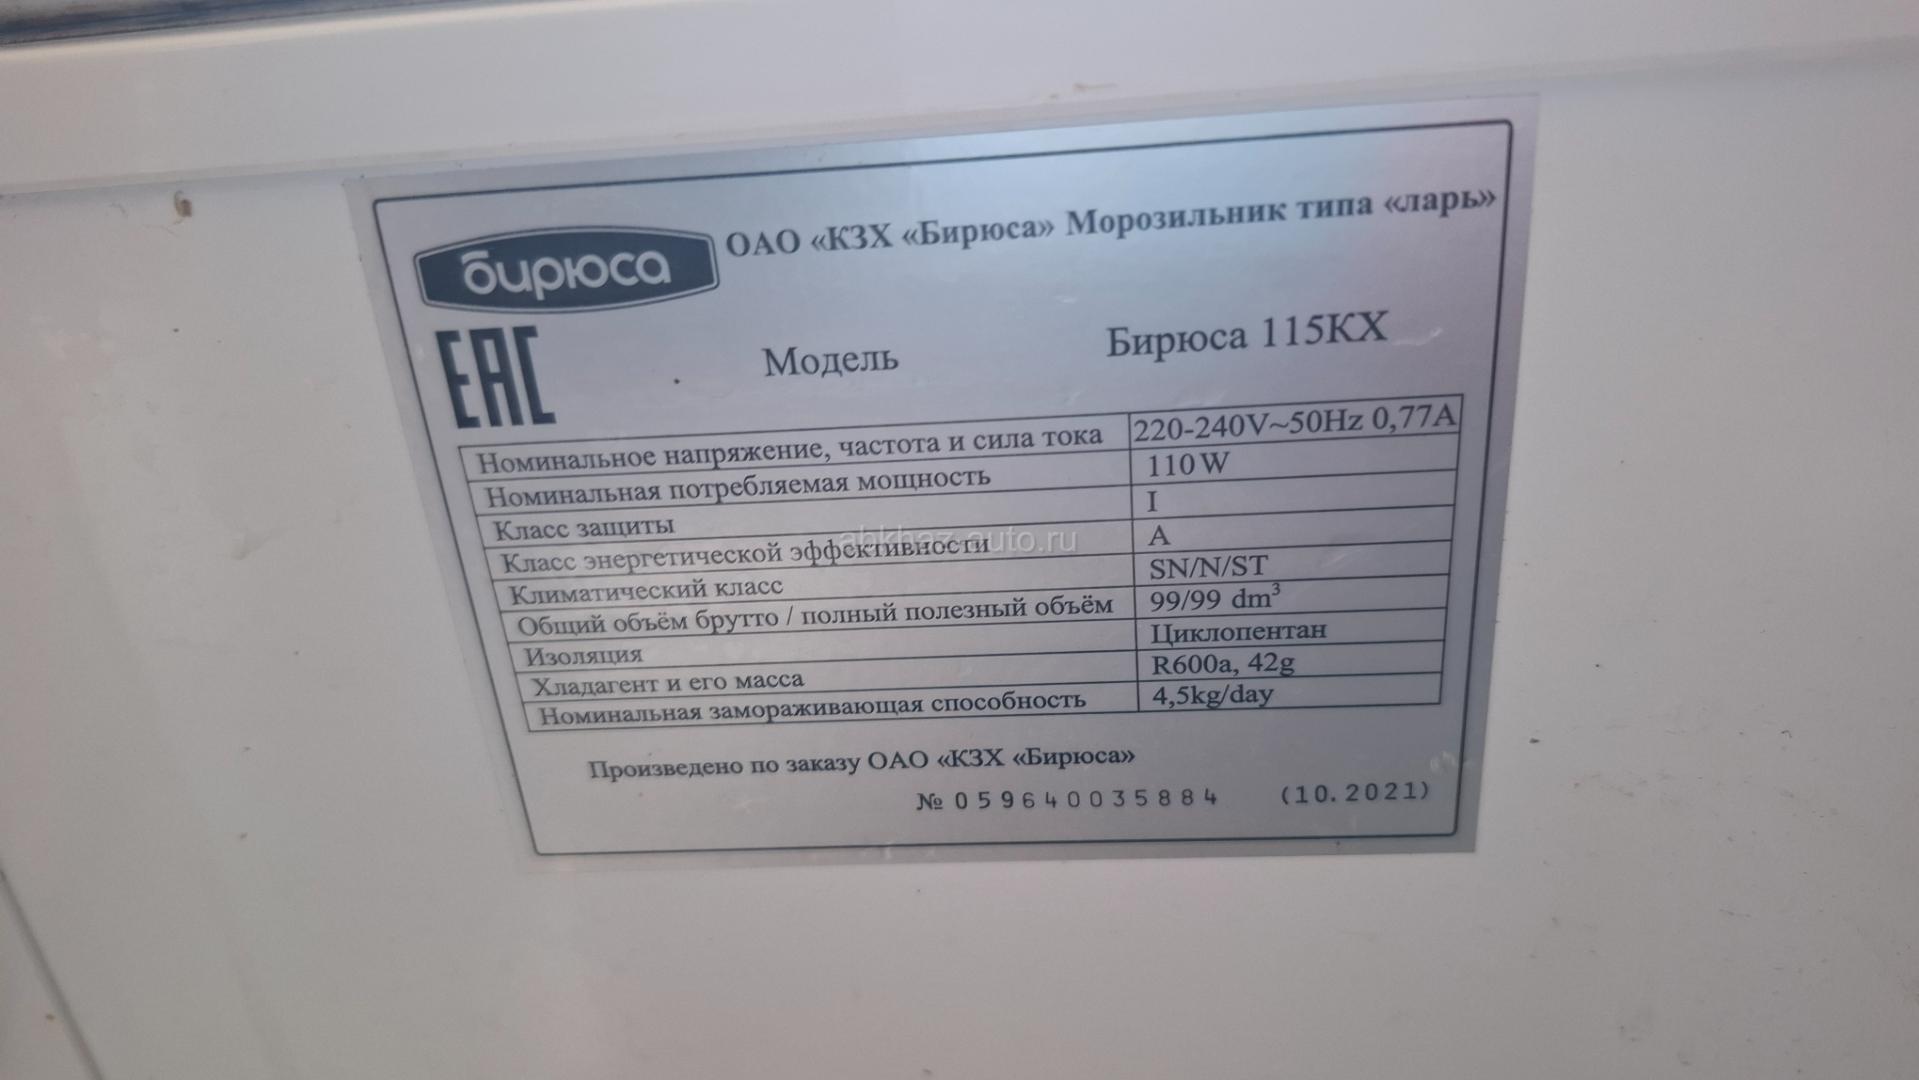 бирюса
ОАО «КЗХ «Бирюса» Морозильник типа «ларь»
ЕАС
Модель Бирюса 115КХ
Номинальное напряжение, частота и сила тока 220-240V~50Hz 0,77A
Номинальная потребляемая мощность 110 W
Класс защиты I
Класс энергетической эффективности A
abkhaz-auto.ru
Климатический класс SN/N/ST
Общий объём брутто / полный полезный объём 99/99 dm³
Изоляция Циклопентан
Хладагент и его масса R600a, 42g
Номинальная замораживающая способность 4,5kg/day
Произведено по заказу ОАО «КЗХ «Бирюса»
№ 059640035884 (10.2021)